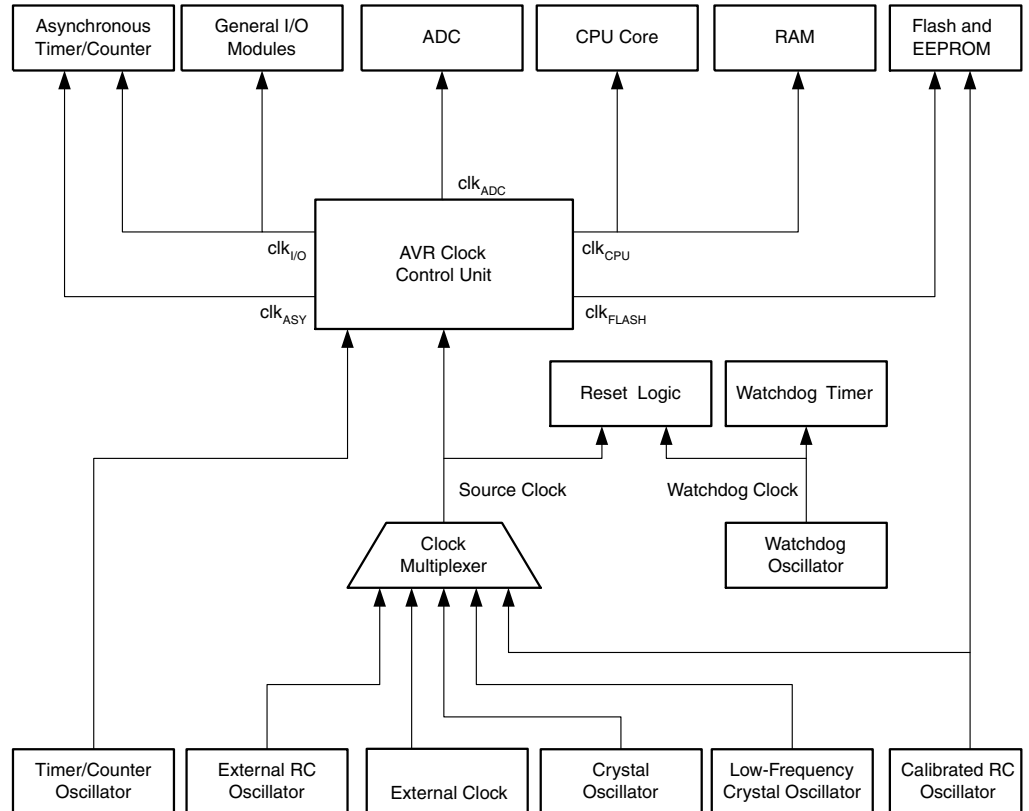 Asynchronous
Timer/Counter
General I/O
Modules
ADC
CPU Core
RAM
Flash and
EEPROM
clkADC
clkI/O
AVR Clock
Control Unit
clkCPU
clkASY
clkFLASH
Reset Logic
Watchdog Timer
Source Clock
Watchdog Clock
Clock
Multiplexer
Watchdog
Oscillator
Timer/Counter
Oscillator
External RC
Oscillator
External Clock
Crystal
Oscillator
Low-Frequency
Crystal Oscillator
Calibrated RC
Oscillator